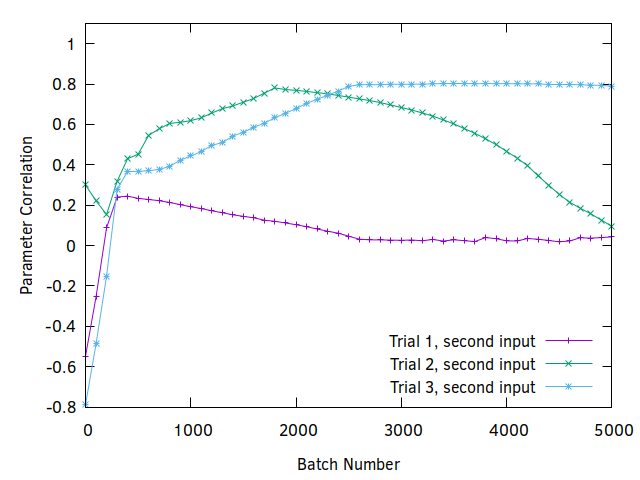 1
0.8
0.6
0.4
0.2
0
-0.2
-0.4
-0.6
-0.8
Parameter Correlation
Trial 1, second input
Trial 2, second input
Trial 3, second input
0 1000 2000 3000 4000 5000
Batch Number